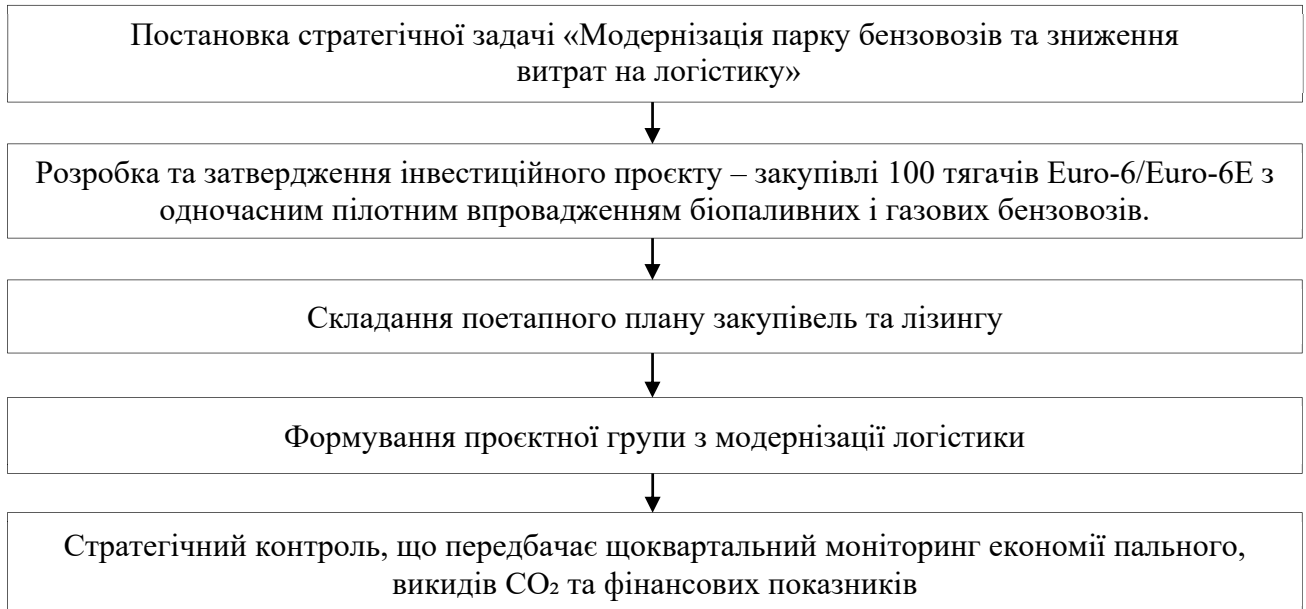 Постановка стратегічної задачі «Модернізація парку бензовозів та зниження
витрат на логістику»
Розробка та затвердження інвестиційного проєкту – закупівлі 100 тягачів Euro-6/Euro-6E з
одночасним пілотним впровадженням біопаливних і газових бензовозів.
Складання поетапного плану закупівель та лізингу
Формування проєктної групи з модернізації логістики
Стратегічний контроль, що передбачає щоквартальний моніторинг економії пального,
викидів CO₂ та фінансових показників